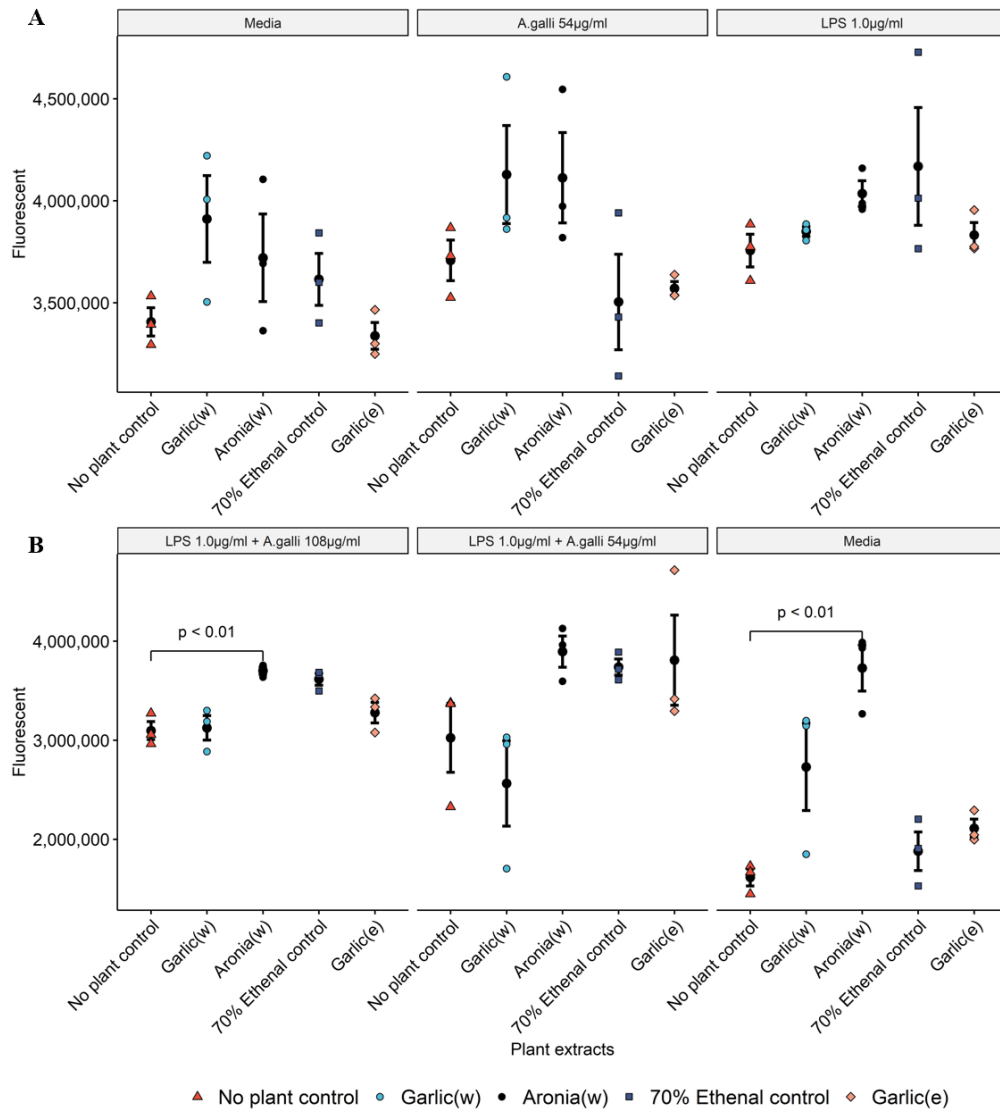 A
Media
A.galli 54µg/ml
LPS 1.0µg/ml
Fluorescent
4,500,000
4,000,000
3,500,000
No plant control
Garlic(w)
Aronia(w)
70% Ethenal control
Garlic(e)
No plant control
Garlic(w)
Aronia(w)
70% Ethenal control
Garlic(e)
No plant control
Garlic(w)
Aronia(w)
70% Ethenal control
Garlic(e)
B
LPS 1.0µg/ml + A.galli 108µg/ml
LPS 1.0µg/ml + A.galli 54µg/ml
Media
Fluorescent
4,000,000
3,000,000
2,000,000
p < 0.01
p < 0.01
No plant control
Garlic(w)
Aronia(w)
70% Ethenal control
Garlic(e)
No plant control
Garlic(w)
Aronia(w)
70% Ethenal control
Garlic(e)
No plant control
Garlic(w)
Aronia(w)
70% Ethenal control
Garlic(e)
Plant extracts
No plant control Garlic(w) Aronia(w) 70% Ethenal control Garlic(e)